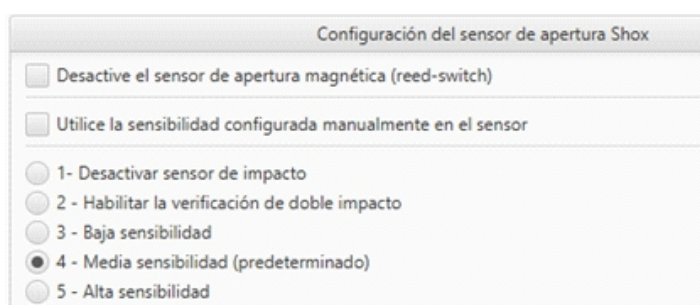 Configuración del sensor de apertura Shox
Desactive el sensor de apertura magnética (reed-switch)
Utilice la sensibilidad configurada manualmente en el sensor
1- Desactivar sensor de impacto
2 - Habilitar la verificación de doble impacto
3 - Baja sensibilidad
4 - Media sensibilidad (predeterminado)
5 - Alta sensibilidad